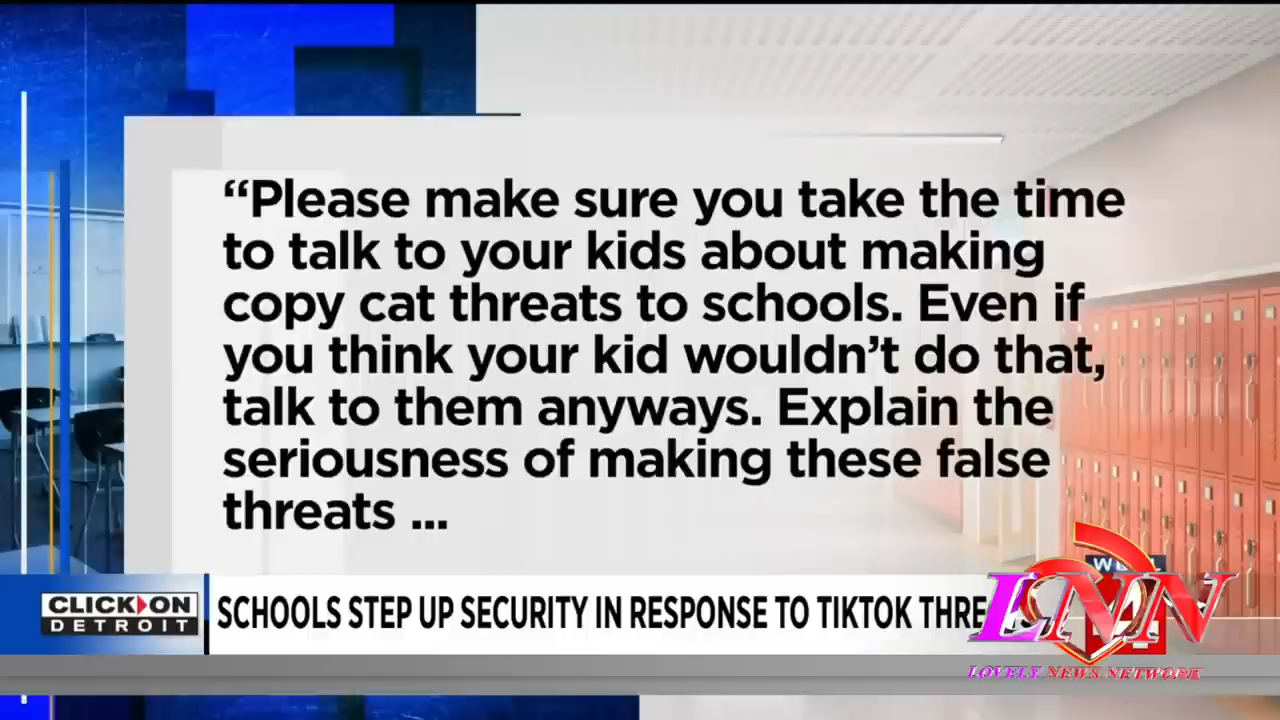 “Please make sure you take the time
to talk to your kids about making
copy cat threats to schools. Even if
you think your kid wouldn’t do that,
talk to them anyways. Explain the
seriousness of making these false
threats ...
CLICK ON
DETROIT
SCHOOLS STEP UP SECURITY IN RESPONSE TO TIKTOK THRE
LNN
LOVELY NEWS NETWORK